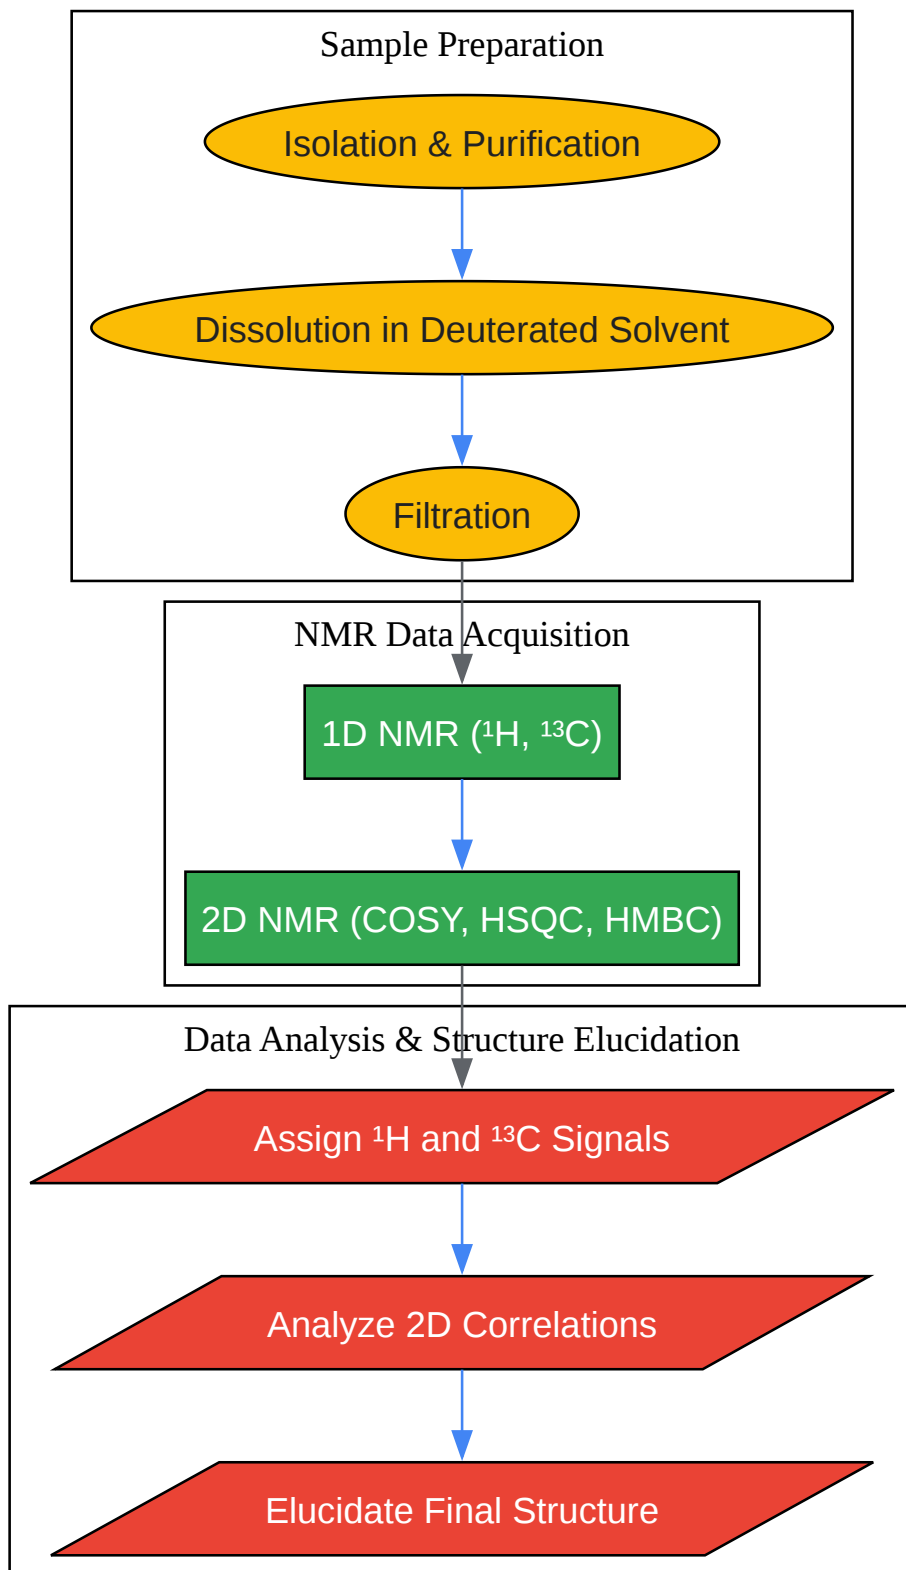 Sample Preparation
Isolation & Purification
Dissolution in Deuterated Solvent
Filtration
NMR Data Acquisition
1D NMR (¹H, ¹³C)
2D NMR (COSY, HSQC, HMBC)
Data Analysis & Structure Elucidation
Assign ¹H and ¹³C Signals
Analyze 2D Correlations
Elucidate Final Structure